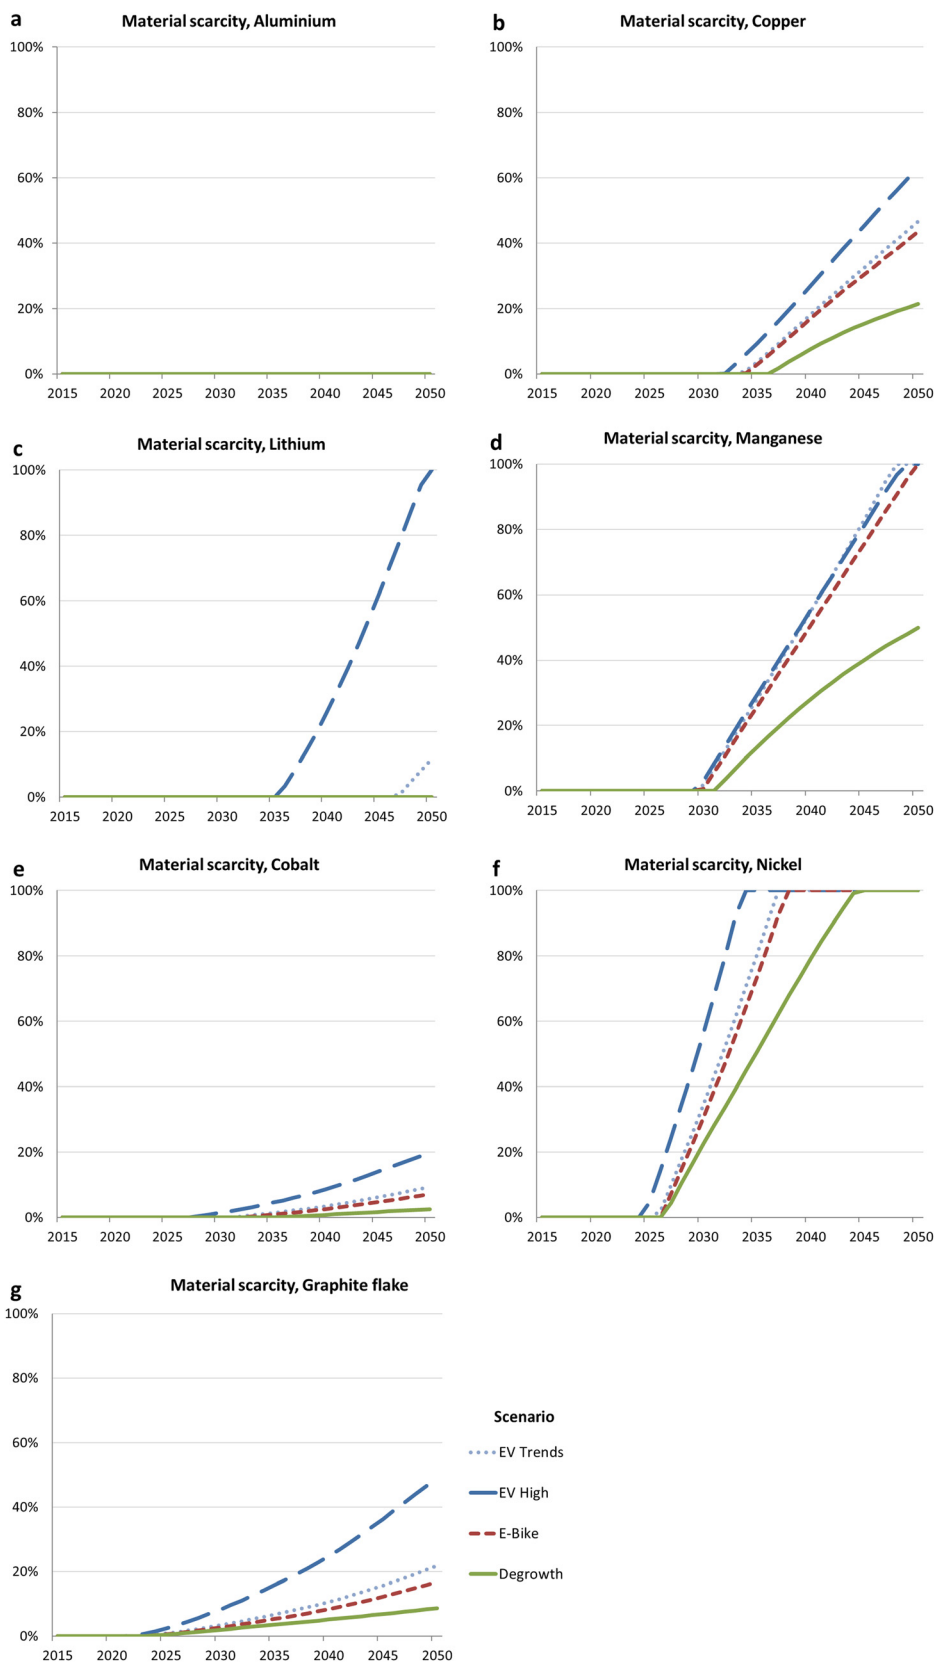 a
Material scarcity, Aluminium
100%
80%
60%
40%
20%
0%
2015 2020 2025 2030 2035 2040 2045 2050
b
Material scarcity, Copper
100%
80%
60%
40%
20%
0%
2015 2020 2025 2030 2035 2040 2045 2050
c
Material scarcity, Lithium
100%
80%
60%
40%
20%
0%
2015 2020 2025 2030 2035 2040 2045 2050
d
Material scarcity, Manganese
100%
80%
60%
40%
20%
0%
2015 2020 2025 2030 2035 2040 2045 2050
e
Material scarcity, Cobalt
100%
80%
60%
40%
20%
0%
2015 2020 2025 2030 2035 2040 2045 2050
f
Material scarcity, Nickel
100%
80%
60%
40%
20%
0%
2015 2020 2025 2030 2035 2040 2045 2050
g
Material scarcity, Graphite flake
100%
80%
60%
40%
20%
0%
2015 2020 2025 2030 2035 2040 2045 2050
Scenario
EV Trends
EV High
E-Bike
Degrowth